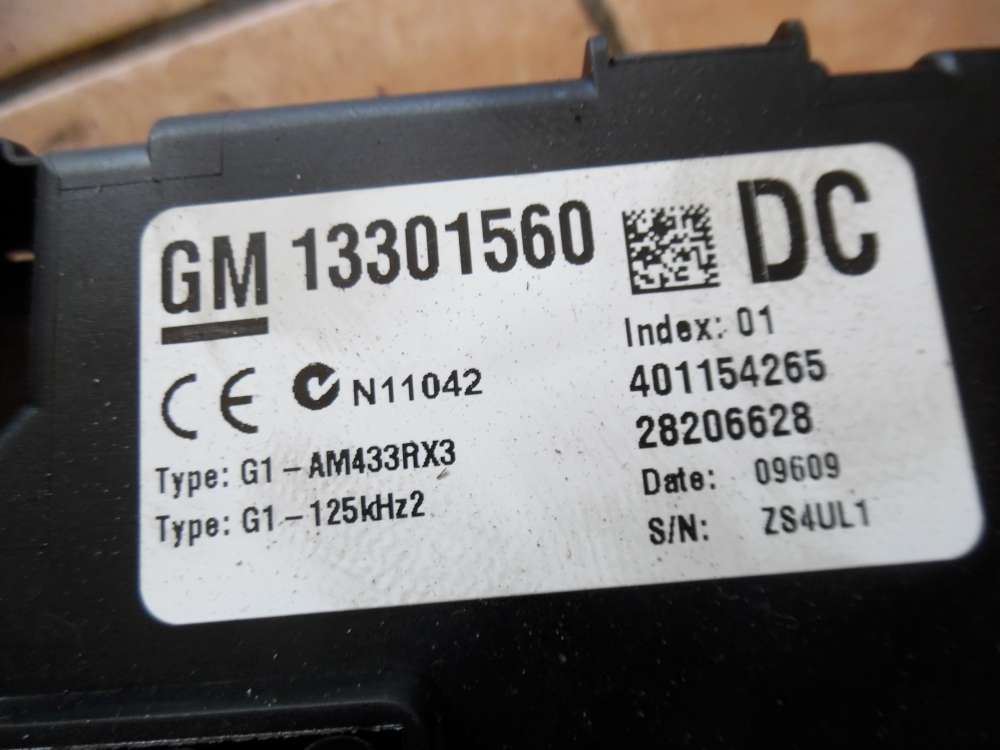 GM 13301560 DC
Index: 01
CE N11042
401154265
28206628
Type: G1-AM433RX3
Type: G1-125kHz2
Date: 09609
S/N: ZS4UL1